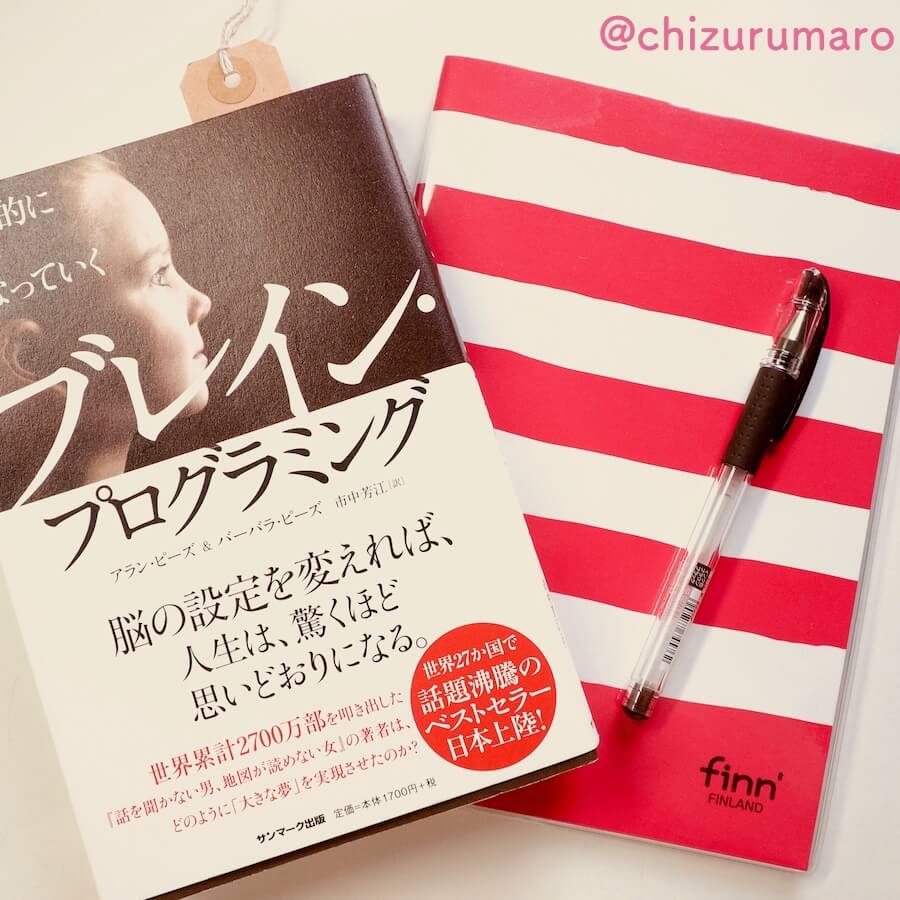 @chizurumaro
的に
なっていく
ブレイン・
プログラミング
アラン・ピーズ & バーバラ・ピーズ 市中芳江[訳]
脳の設定を変えれば、
人生は、驚くほど
思いどおりになる。
世界累計2700万部を叩き出した
『話を聞かない男、地図が読めない女』の著者は、
どのように「大きな夢」を実現させたのか?
サンマーク出版 定価=本体1700円+税
世界27か国で
話題沸騰の
ベストセラー
日本上陸!
finn'
FINLAND